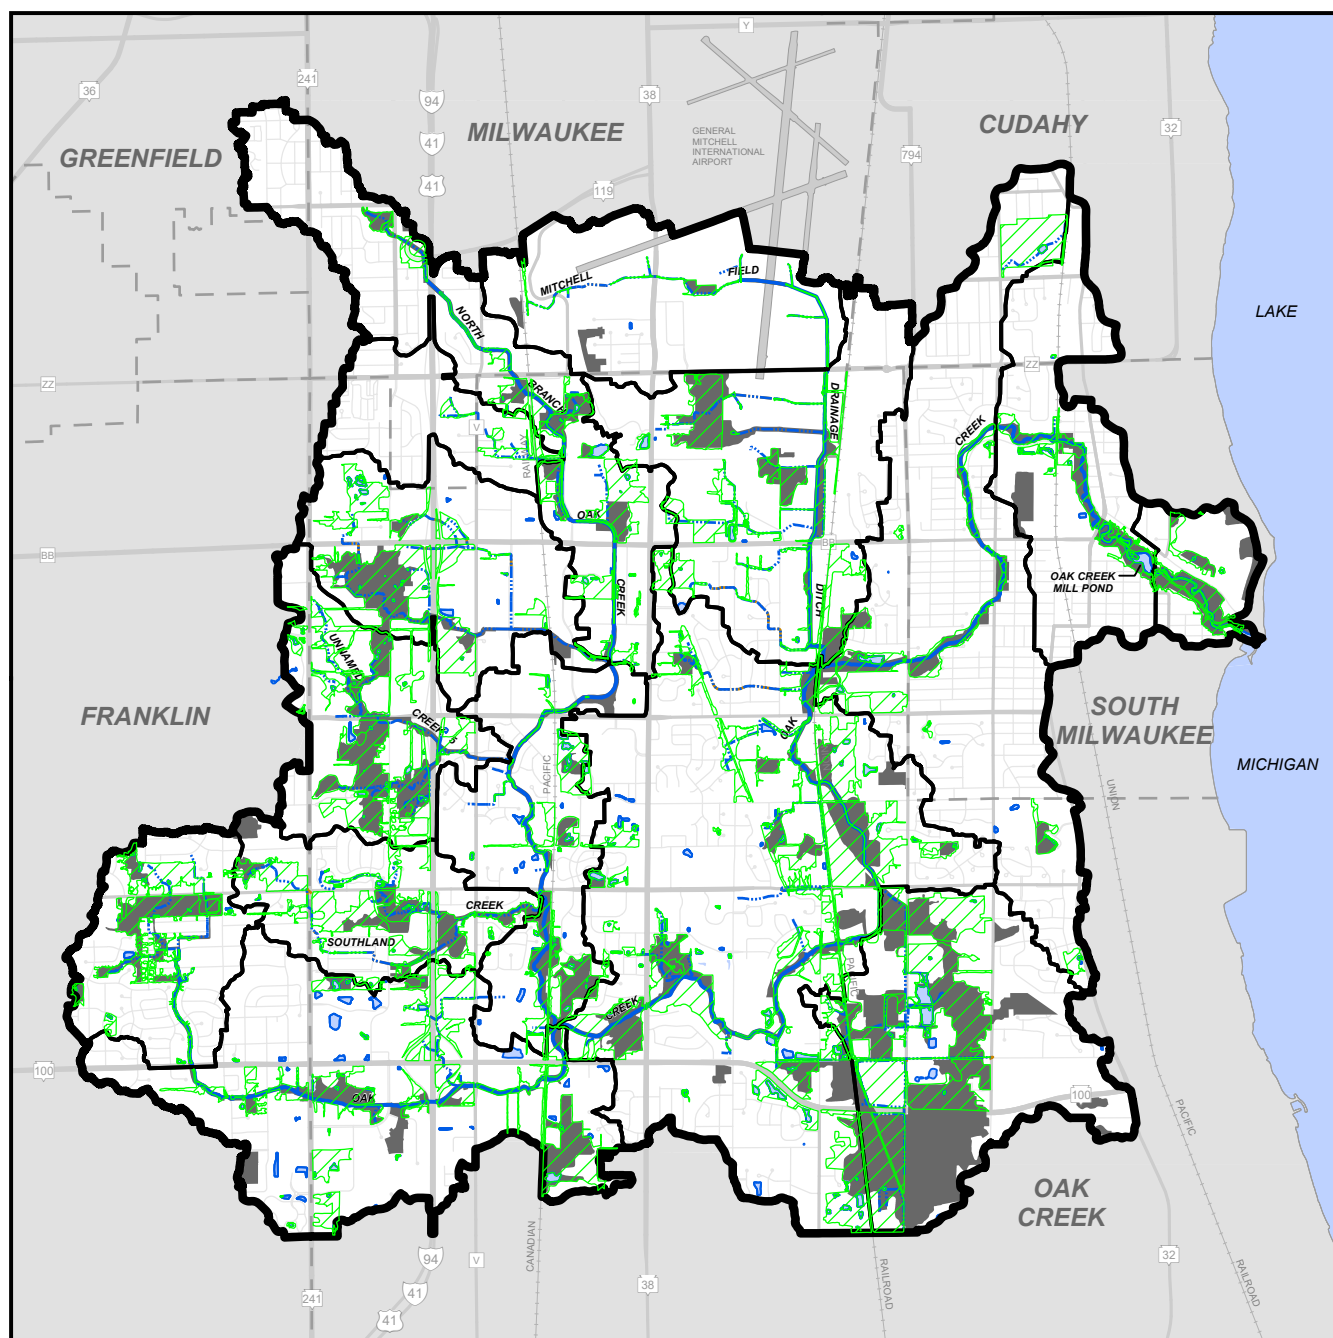 Y
36
241
94
38
MILWAUKEE
CUDAHY
GENERAL
MITCHELL
INTERNATIONAL
AIRPORT
32
41
GREENFIELD
794
41
119
MITCHELL
FIELD
LAKE
NORTH
ZZ
ZZ
BRANCH
DRAINAGE
V
CREEK
RAILWAY
OAK
BB
BB
OAK CREEK
MILL POND
CREEK
DITCH
UNNAMED
FRANKLIN
SOUTH
MILWAUKEE
CREEK 5
OAK
MICHIGAN
PACIFIC
UNION
CREEK
SOUTHLAND
PACIFIC
CREEK
100
OAK
100
PACIFIC
OAK
CREEK
CANADIAN
94
V
32
41
38
RAILROAD
RAILROAD
241
41